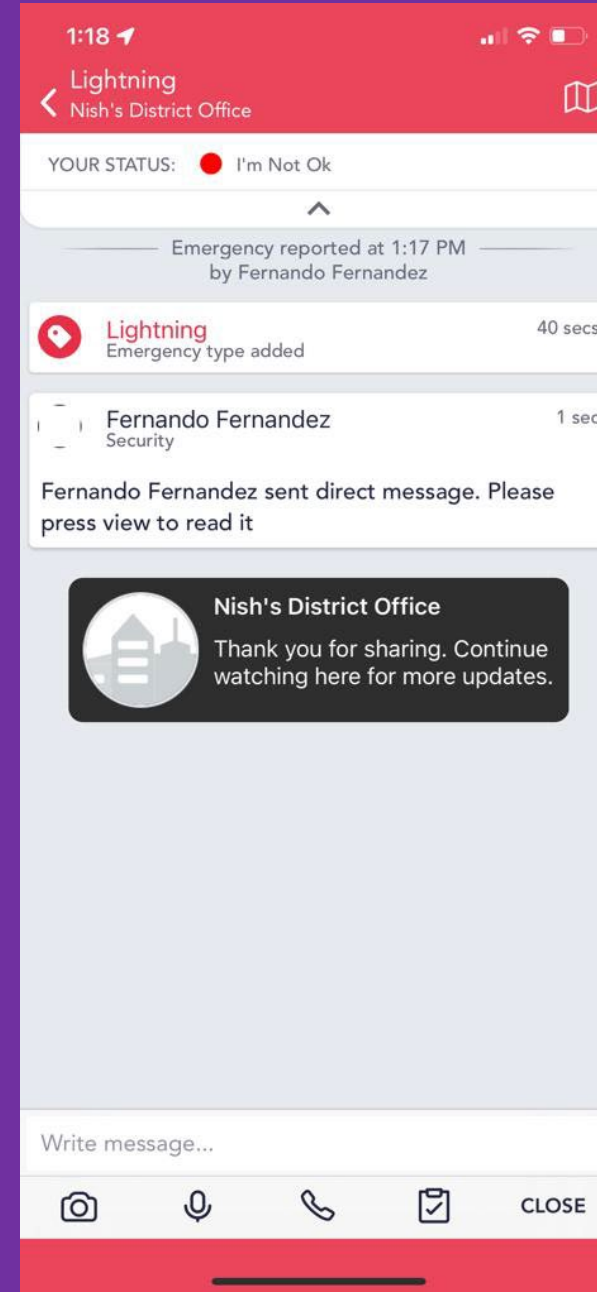 1:18
Lightning
Nish's District Office
YOUR STATUS: I'm Not Ok
Emergency reported at 1:17 PM
by Fernando Fernandez
Lightning
40 secs
Emergency type added
Fernando Fernandez
1 sec
Security
Fernando Fernandez sent direct message. Please
press view to read it
Nish's District Office
Thank you for sharing. Continue
watching here for more updates.
Write message...
CLOSE